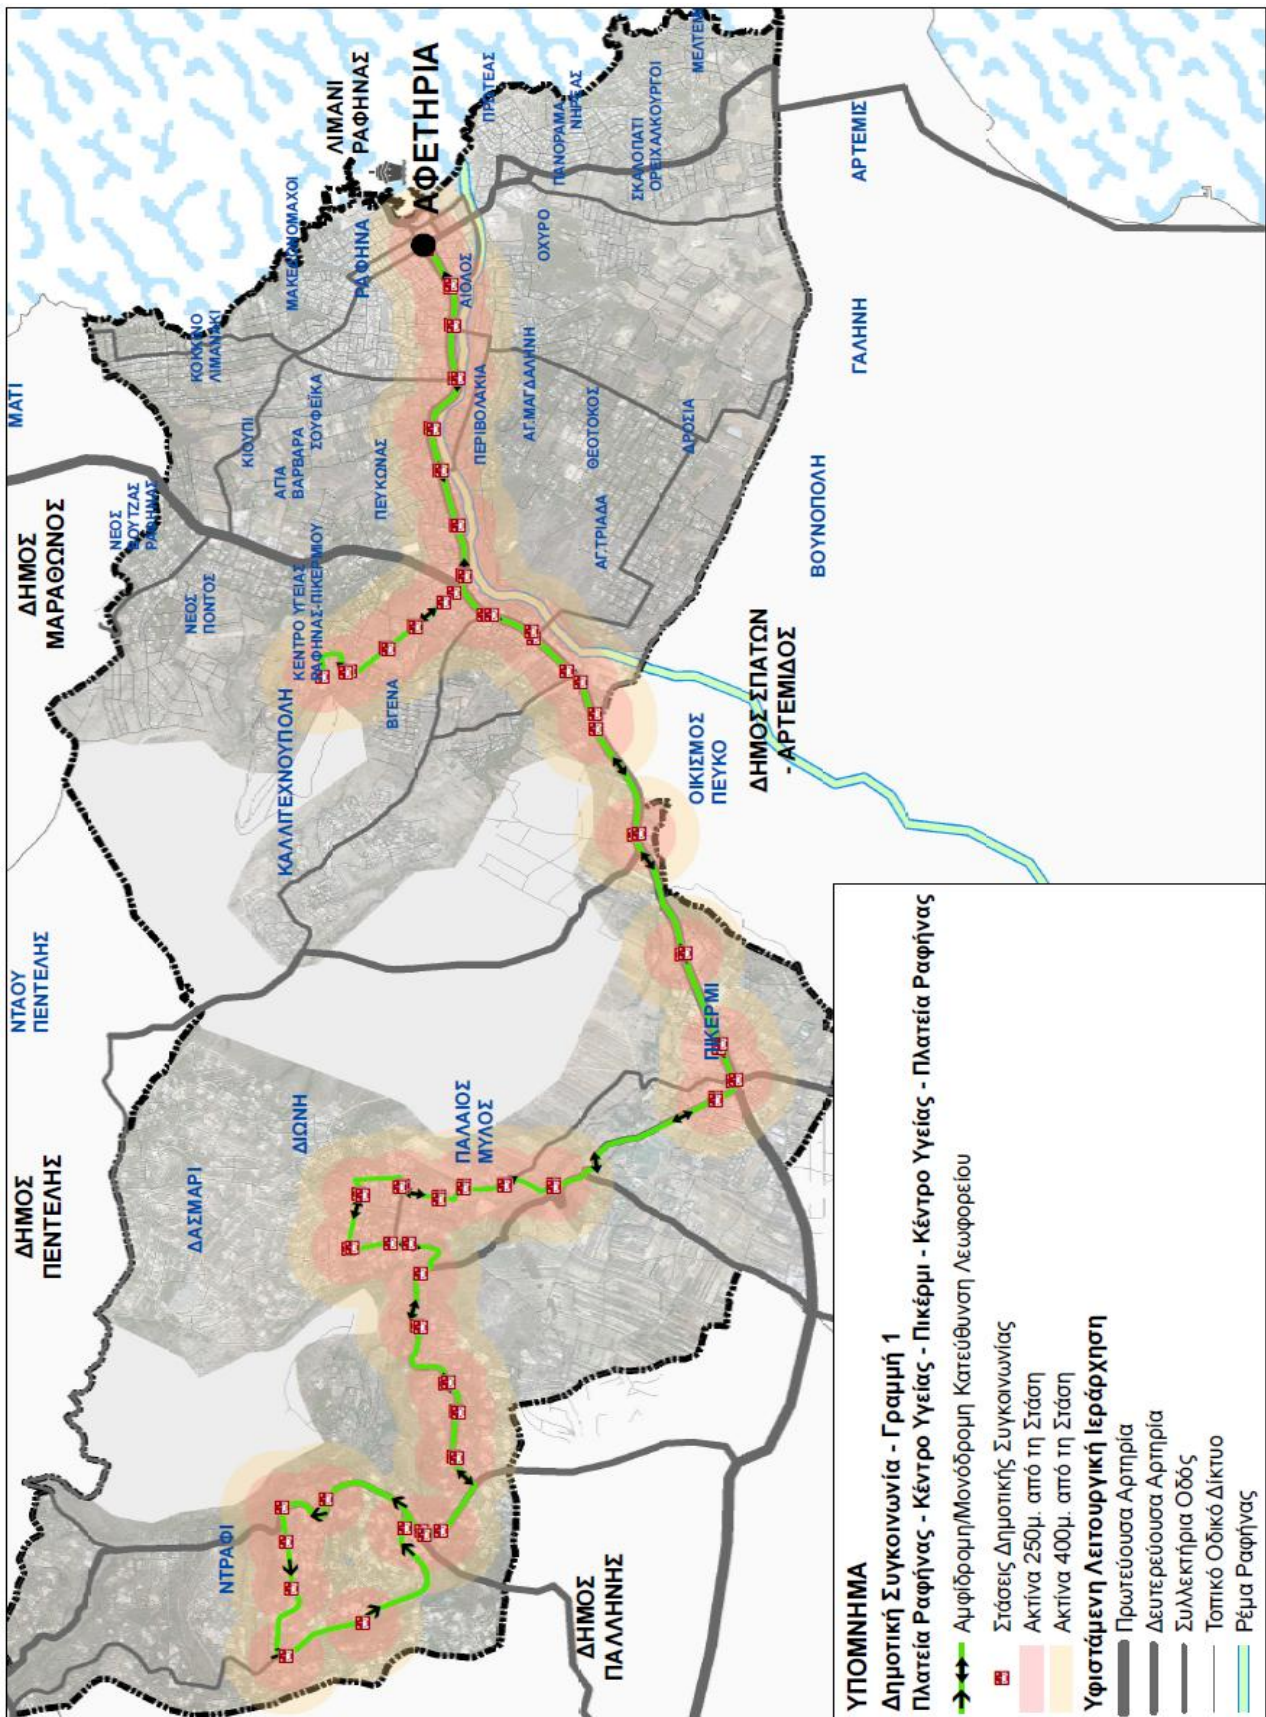 ΛΙΜΑΝΙ
ΡΑΦΗΝΑΣ
ΑΦΕΤΗΡΙΑ
ΠΡΩΤΕΑΣ
ΠΑΝΟΡΑΜΑ
ΝΗΡΕΑΣ
ΣΚΑΛΟΠΑΤΙ
ΟΡΕΙΧΑΛΚΟΥΡΓΟΙ
ΜΕΛΤΕΜΙ
ΑΡΤΕΜΙΣ
ΜΑΚΕΔΟΝΟΜΑΧΟΙ
ΡΑΦΗΝΑ
ΑΙΟΛΟΣ
ΟΧΥΡΟ
ΓΑΛΗΝΗ
ΜΑΤΙ
ΚΟΚΚΙΝΟ
ΛΙΜΑΝΑΚΙ
ΚΙΟΥΠΙ
ΑΓΙΑ
ΒΑΡΒΑΡΑ
ΣΟΥΦΕΪΚΑ
ΠΕΥΚΩΝΑΣ
ΠΕΡΙΒΟΛΑΚΙΑ
ΑΓ.ΜΑΓΔΑΛΗΝΗ
ΘΕΟΤΟΚΟΣ
ΔΡΟΣΙΑ
ΑΓ.ΤΡΙΑΔΑ
ΒΟΥΝΟΠΟΛΗ
ΔΗΜΟΣ
ΜΑΡΑΘΩΝΟΣ
ΝΕΟΣ
ΒΟΥΤΖΑΣ
ΡΑΦΗΝΑΣ
ΝΕΟΣ
ΠΟΝΤΟΣ
ΚΕΝΤΡΟ ΥΓΕΙΑΣ
ΡΑΦΗΝΑΣ-ΠΙΚΕΡΜΙΟΥ
ΚΑΛΛΙΤΕΧΝΟΥΠΟΛΗ
ΒΓΕΝΑ
ΟΙΚΙΣΜΟΣ
ΠΕΥΚΟ
ΔΗΜΟΣ ΣΠΑΤΩΝ
- ΑΡΤΕΜΙΔΟΣ
ΝΤΑΟΥ
ΠΕΝΤΕΛΗΣ
ΠΙΚΕΡΜΙ
ΔΗΜΟΣ
ΠΕΝΤΕΛΗΣ
ΔΑΣΜΑΡΙ
ΔΙΩΝΗ
ΠΑΛΑΙΟΣ
ΜΥΛΟΣ
ΝΤΡΑΦΙ
ΔΗΜΟΣ
ΠΑΛΛΗΝΗΣ
ΥΠΟΜΝΗΜΑ
Δημοτική Συγκοινωνία - Γραμμή 1
Πλατεία Ραφήνας - Κέντρο Υγείας - Πικέρμι - Κέντρο Υγείας - Πλατεία Ραφήνας
Αμφίδρομη/Μονόδρομη Κατεύθυνση Λεωφορείου
Στάσεις Δημοτικής Συγκοινωνίας
Ακτίνα 250μ. από τη Στάση
Ακτίνα 400μ. από τη Στάση
Υφιστάμενη Λειτουργική Ιεράρχηση
Πρωτεύουσα Αρτηρία
Δευτερεύουσα Αρτηρία
Συλλεκτήρια Οδός
Τοπικό Οδικό Δίκτυο
Ρέμα Ραφήνας